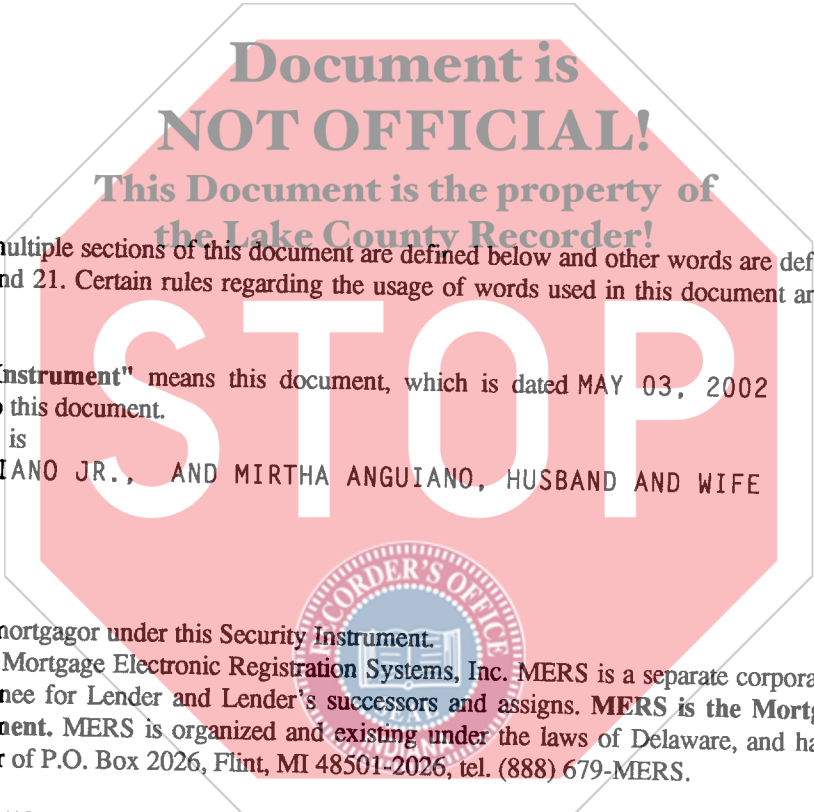 Document is
NOT OFFICIAL!
This Document is the property of
the Lake County Recorder!
ultiple sections of this document are defined below and other words are def
nd 21. Certain rules regarding the usage of words used in this document ar
STOP
Instrument" means this document, which is dated MAY 03, 2002
this document.
is
IANO JR., AND MIRTHA ANGUIANO, HUSBAND AND WIFE
RECORDER'S OFFICE
mortgagor under this Security Instrument.
Mortgage Electronic Registration Systems, Inc. MERS is a separate corpora
nee for Lender and Lender's successors and assigns. MERS is the Mortg
SEAL
ment. MERS is organized and existing under the laws of Delaware, and ha
INDIANA
r of P.O. Box 2026, Flint, MI 48501-2026, tel. (888) 679-MERS.